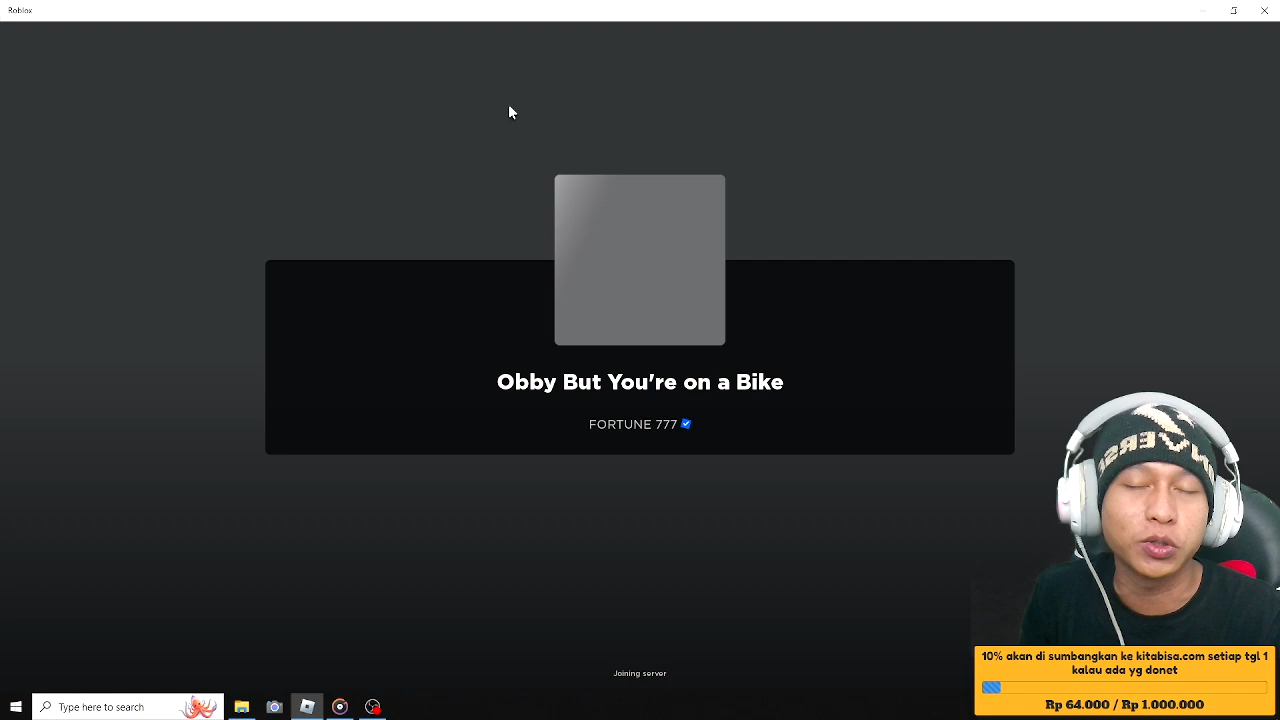 Roblox
Obby But You're on a Bike
FORTUNE 777
Joining server
10% akan di sumbangkan ke kitabisa.com setiap tgl 1
kalau ada yg donet
Rp 64.000 / Rp 1.000.000
Type here to search